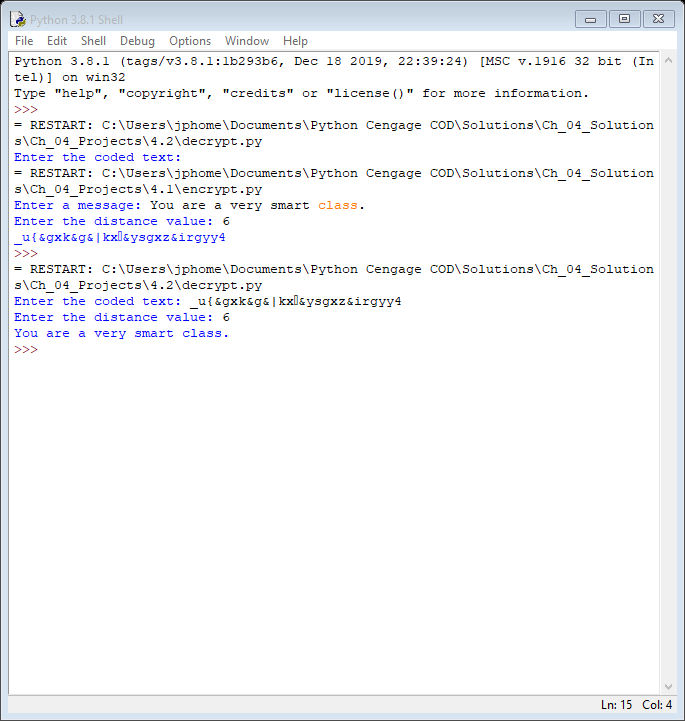 Python 3.8.1 Shell
File Edit Shell Debug Options Window Help
Python 3.8.1 (tags/v3.8.1:1b293b6, Dec 18 2019, 22:39:24) [MSC v.1916 32 bit (In
tel)] on win32
Type "help", "copyright", "credits" or "license()" for more information.
>>>
= RESTART: C:\Users\jphome\Documents\Python Cengage COD\Solutions\Ch_04_Solution
s\Ch_04_Projects\4.2\decrypt.py
Enter the coded text:
= RESTART: C:\Users\jphome\Documents\Python Cengage COD\Solutions\Ch_04_Solution
s\Ch_04_Projects\4.1\encrypt.py
Enter a message: You are a very smart class.
Enter the distance value: 6
_u{&gxk&g&|kx▯&ysgxz&irgyy4
>>>
= RESTART: C:\Users\jphome\Documents\Python Cengage COD\Solutions\Ch_04_Solution
s\Ch_04_Projects\4.2\decrypt.py
Enter the coded text: _u{&gxk&g&|kx▯&ysgxz&irgyy4
Enter the distance value: 6
You are a very smart class.
>>>
Ln: 15 Col: 4